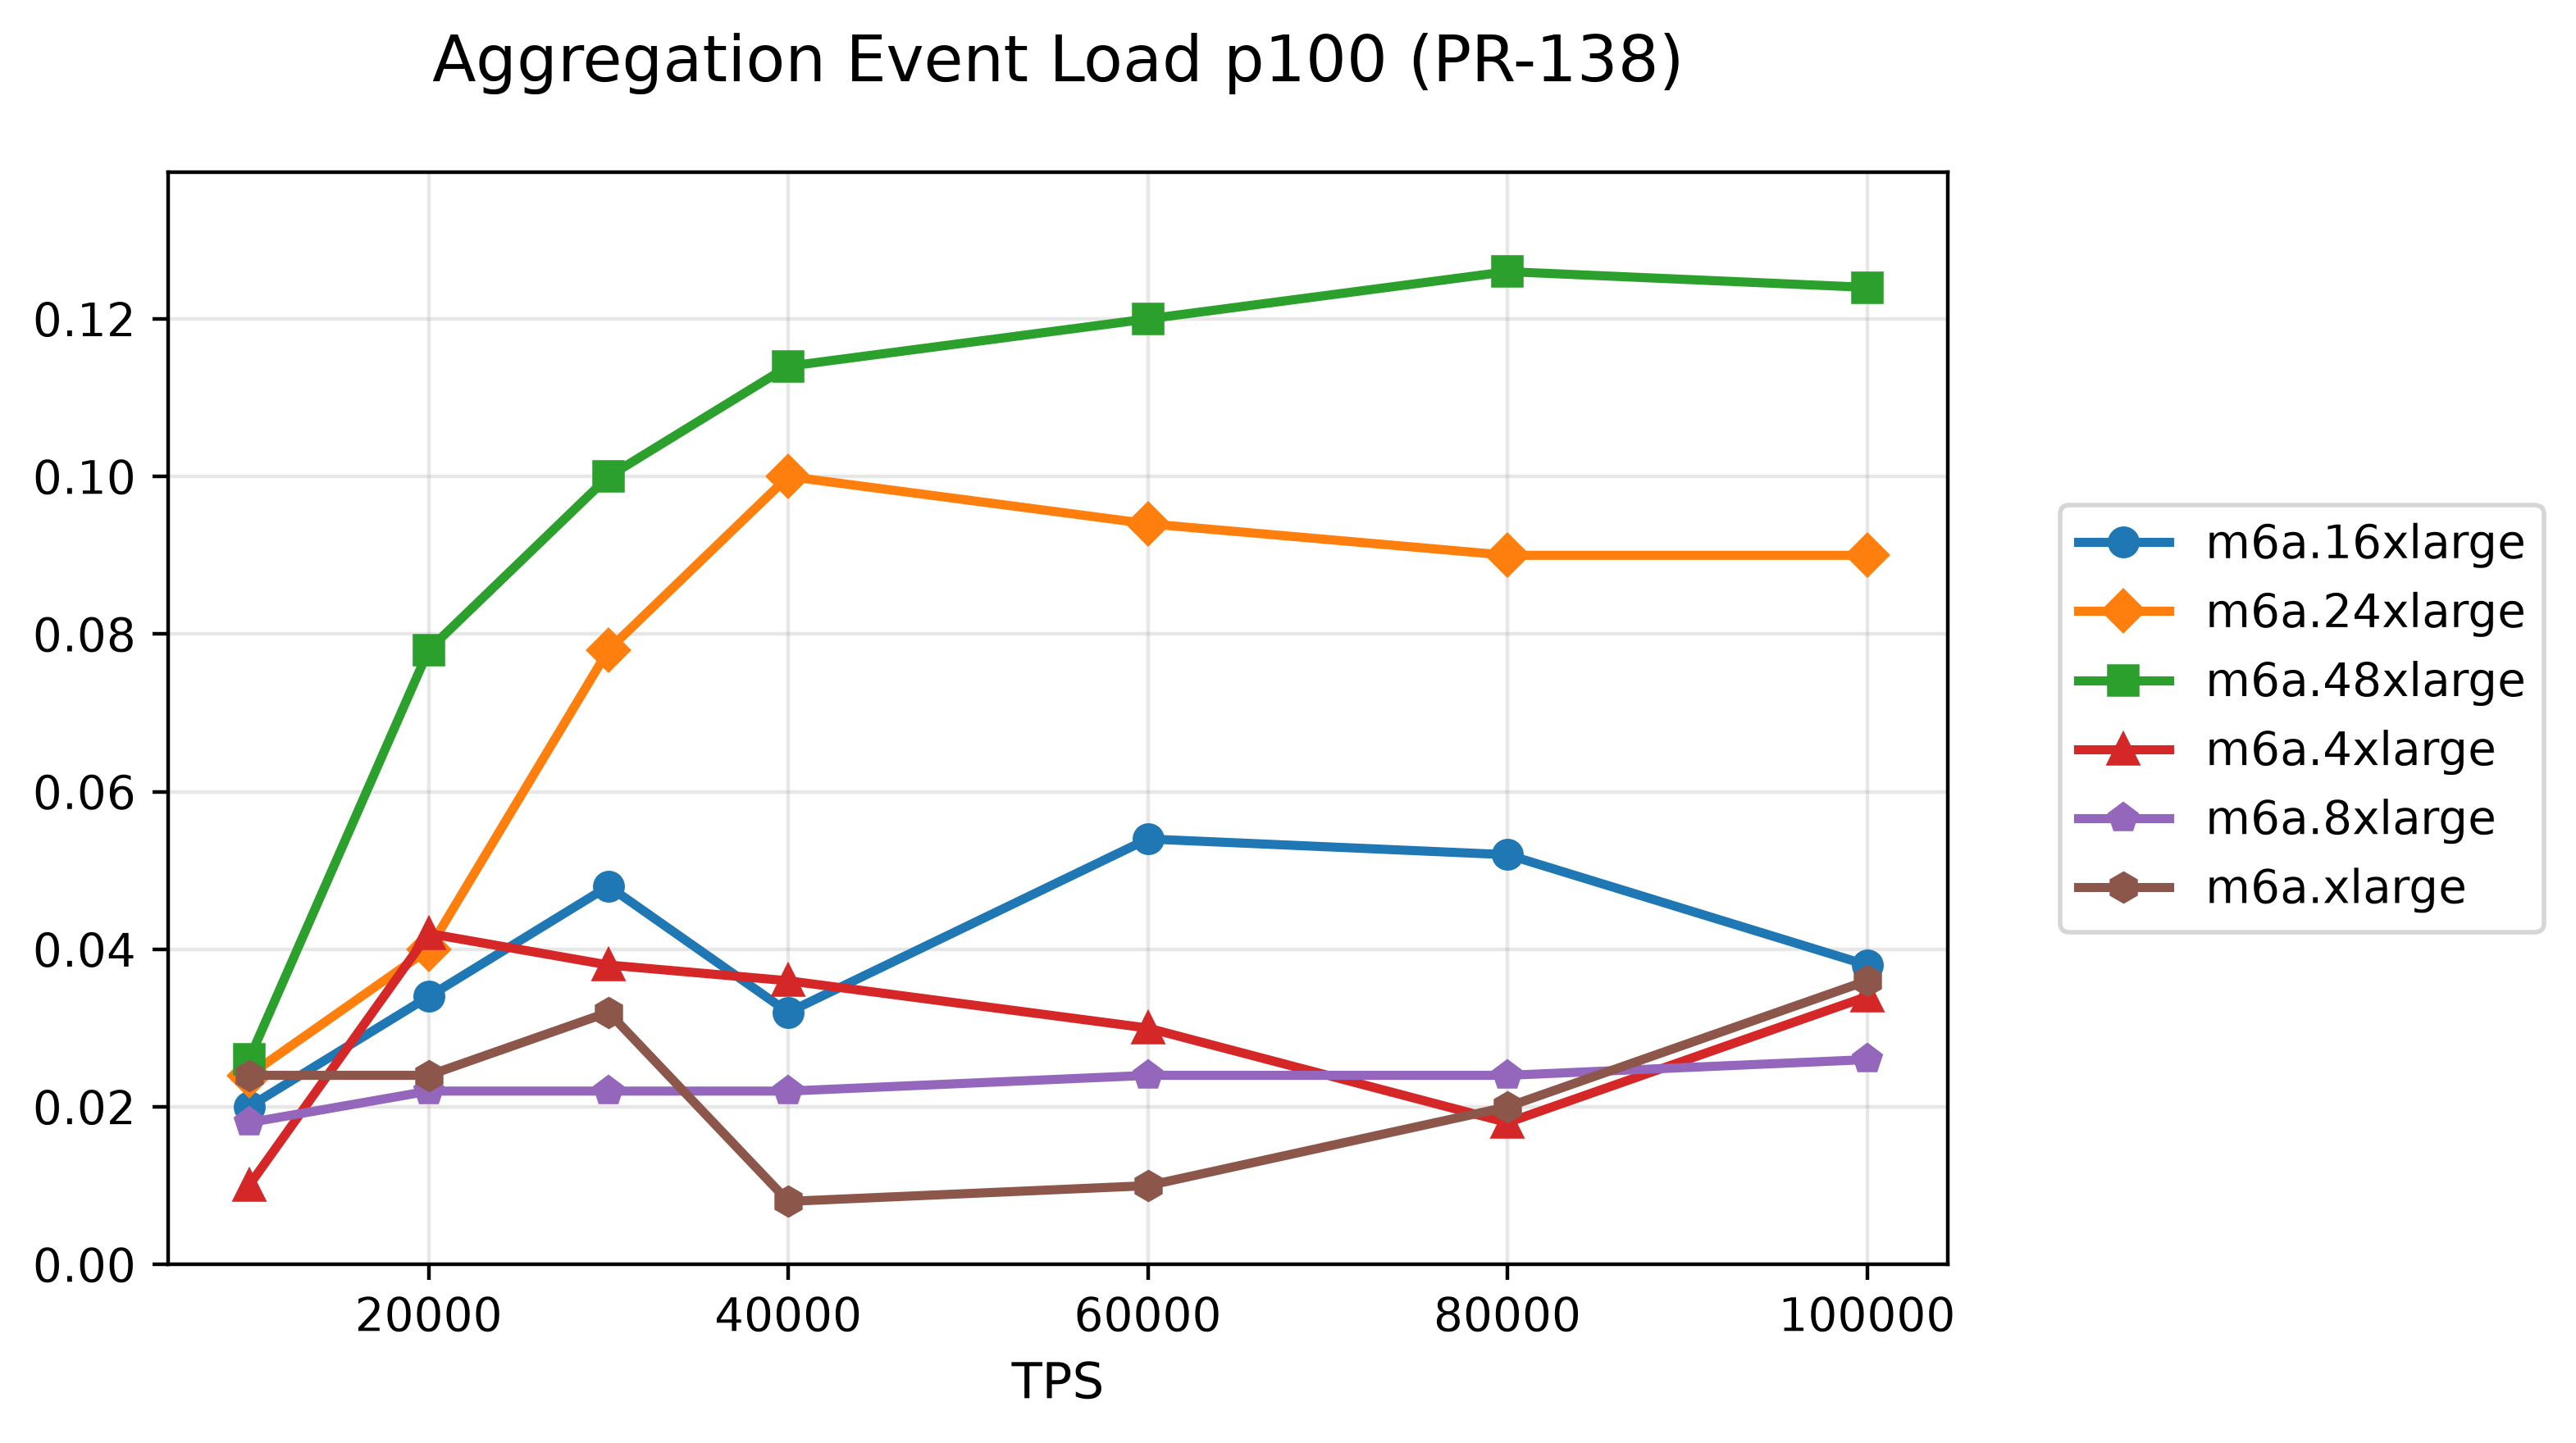 Aggregation Event Load p100 (PR-138)
0.12
0.10
0.08
0.06
0.04
0.02
0.00
20000 40000 60000 80000 100000
TPS
m6a.16xlarge
m6a.24xlarge
m6a.48xlarge
m6a.4xlarge
m6a.8xlarge
m6a.xlarge